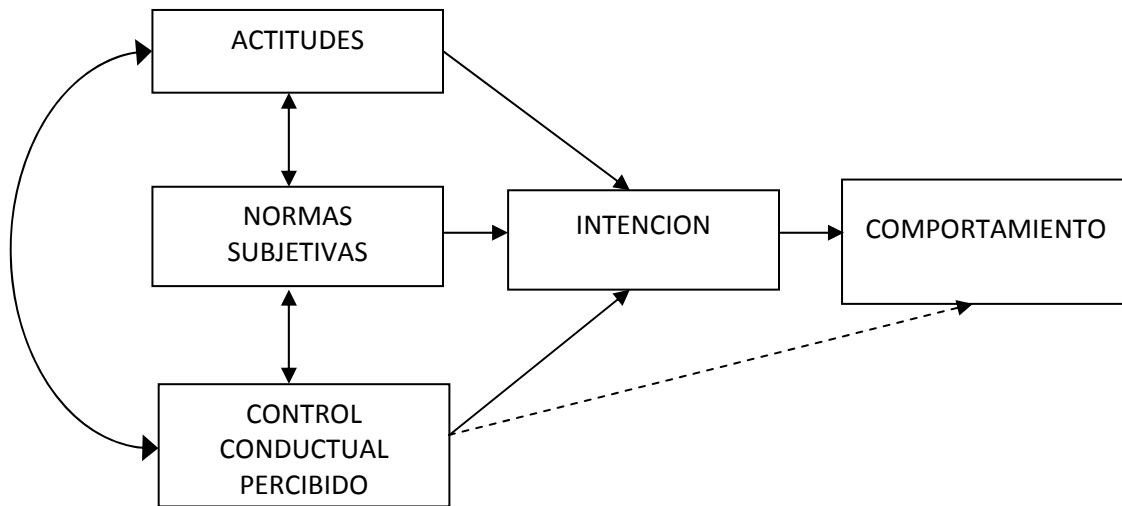 ACTITUDES
NORMAS
SUBJETIVAS
INTENCION
COMPORTAMIENTO
CONTROL
CONDUCTUAL
PERCIBIDO